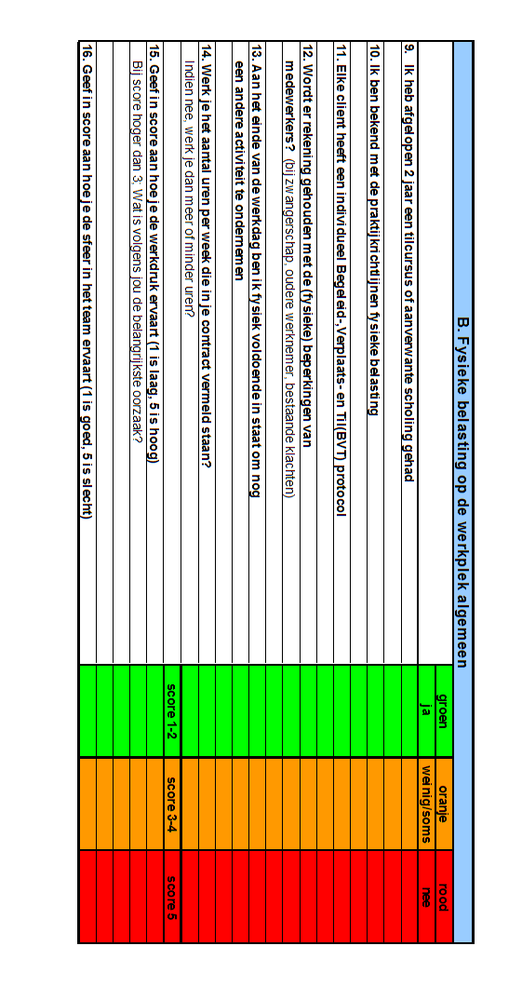 B. Fysieke belasting op de werkplek algemeen
groen oranje rood
ja weinig/soms nee
9. Ik heb afgelopen 2 jaar een tilcursus of aanverwante scholing gehad
10. Ik ben bekend met de praktijkrichtlijnen fysieke belasting
11. Elke client heeft een individueel Begeleid-,Verplaats- en Til(BVT) protocol
12. Wordt er rekening gehouden met de (fysieke) beperkingen van
medewerkers? (bij zwangerschap, oudere werknemer, bestaande klachten)
13. Aan het einde van de werkdag ben ik fysiek voldoende in staat om nog
een andere activiteit te ondernemen
14. Werk je het aantal uren per week die in je contract vermeld staan?
Indien nee, werk je dan meer of minder uren?
score 1-2 score 3-4 score 5
15. Geef in score aan hoe je de werkdruk ervaart (1 is laag, 5 is hoog)
Bij score hoger dan 3; Wat is volgens jou de belangrijkste oorzaak?
16. Geef in score aan hoe je de sfeer in het team ervaart (1 is goed, 5 is slecht)